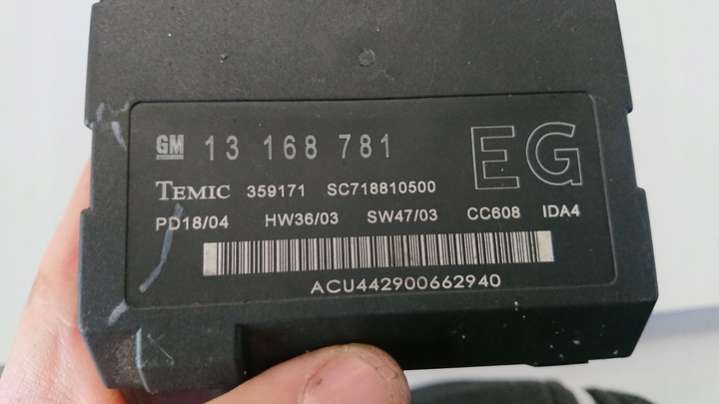 GM 13 168 781 EG
TEMIC 359171 SC718810500
PD18/04 HW36/03 SW47/03 CC608 IDA4
ACU442900662940